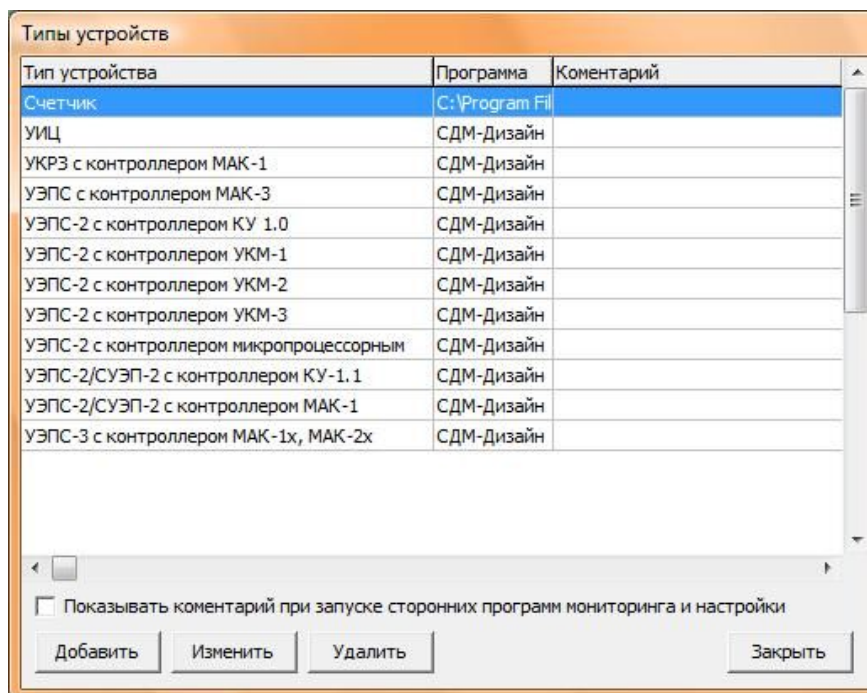 Типы устройств
Тип устройства Программа Коментарий
Счетчик C:\Program Fil
УИЦ СДМ-Дизайн
УКРЗ с контроллером МАК-1 СДМ-Дизайн
УЭПС с контроллером МАК-3 СДМ-Дизайн
УЭПС-2 с контроллером КУ 1.0 СДМ-Дизайн
УЭПС-2 с контроллером УКМ-1 СДМ-Дизайн
УЭПС-2 с контроллером УКМ-2 СДМ-Дизайн
УЭПС-2 с контроллером УКМ-3 СДМ-Дизайн
УЭПС-2 с контроллером микропроцессорным СДМ-Дизайн
УЭПС-2/СУЭП-2 с контроллером КУ-1.1 СДМ-Дизайн
УЭПС-2/СУЭП-2 с контроллером МАК-1 СДМ-Дизайн
УЭПС-3 с контроллером МАК-1х, МАК-2х СДМ-Дизайн
Показывать коментарий при запуске сторонних программ мониторинга и настройки
Добавить Изменить Удалить Закрыть